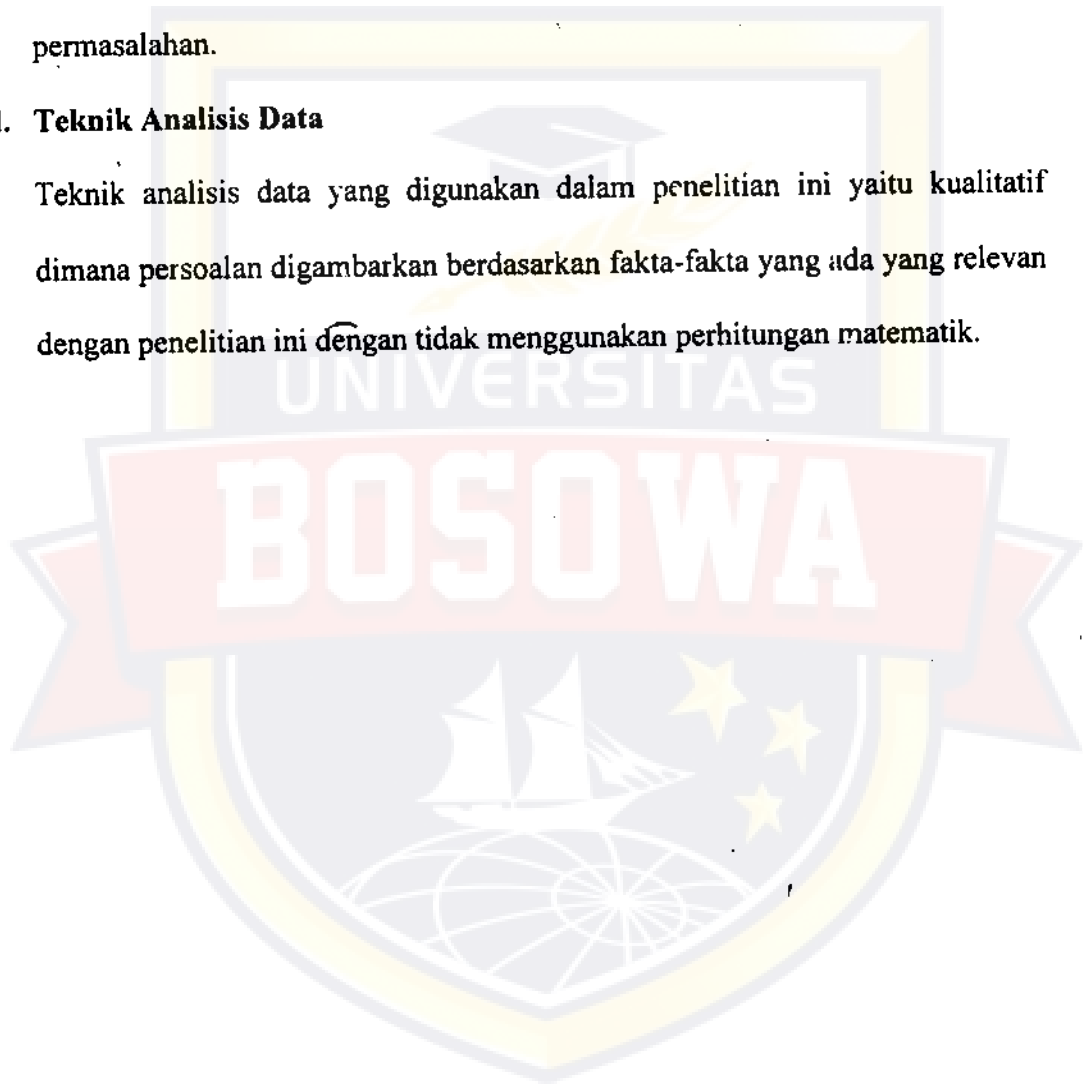 permasalahan.
. Teknik Analisis Data
Teknik analisis data yang digunakan dalam penelitian ini yaitu kualitatif
dimana persoalan digambarkan berdasarkan fakta-fakta yang ada yang relevan
dengan penelitian ini dengan tidak menggunakan perhitungan matematik.
UNIVERSITAS
BOSOWA